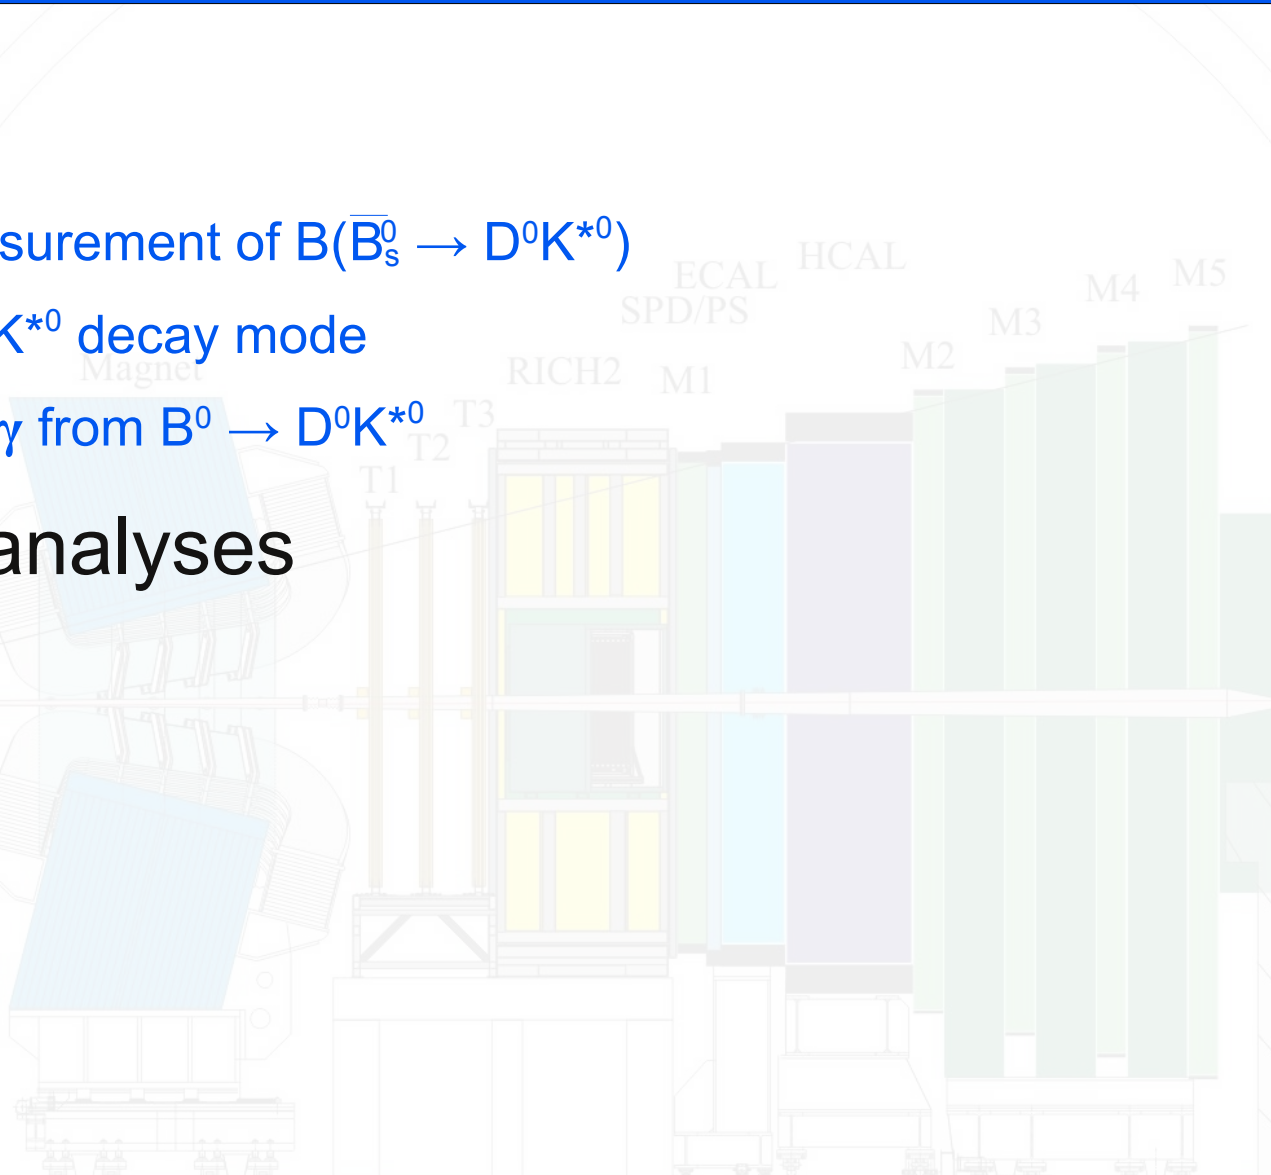 surement of B(B̅⁰ₛ → D⁰K*⁰)
K*⁰ decay mode
γ from B⁰ → D⁰K*⁰
analyses
Magnet
T1
T2
T3
RICH2
M1
SPD/PS
ECAL
HCAL
M2
M3
M4
M5